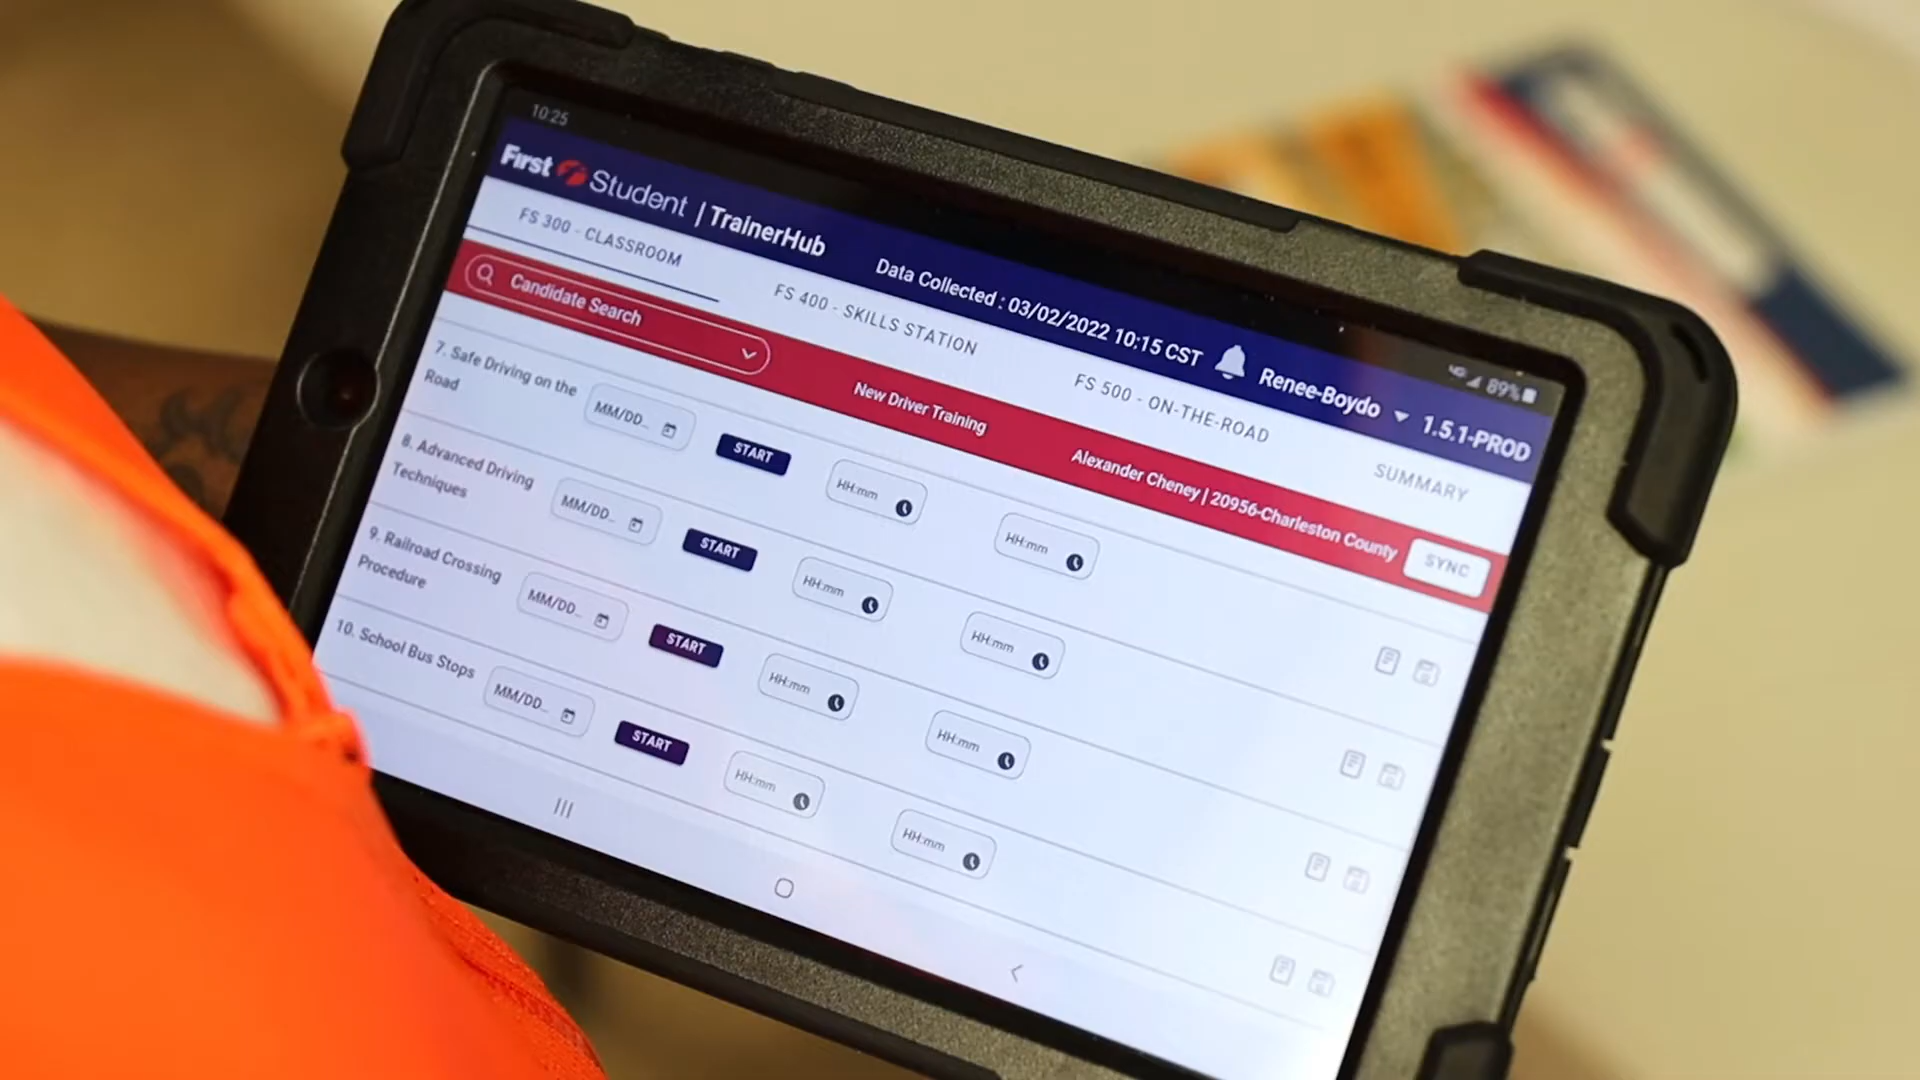 10:25
4G 89%
First Student | TrainerHub
Data Collected : 03/02/2022 10:15 CST
Renee-Boydo
1.5.1-PROD
FS 300 - CLASSROOM
FS 400 - SKILLS STATION
FS 500 - ON-THE-ROAD
SUMMARY
Candidate Search
New Driver Training
Alexander Cheney | 20956-Charleston County
SYNC
7. Safe Driving on the
Road
MM/DD...
START
HH:mm
HH:mm
8. Advanced Driving
Techniques
MM/DD...
START
HH:mm
HH:mm
9. Railroad Crossing
Procedure
MM/DD...
START
HH:mm
HH:mm
10. School Bus Stops
MM/DD...
START
HH:mm
HH:mm